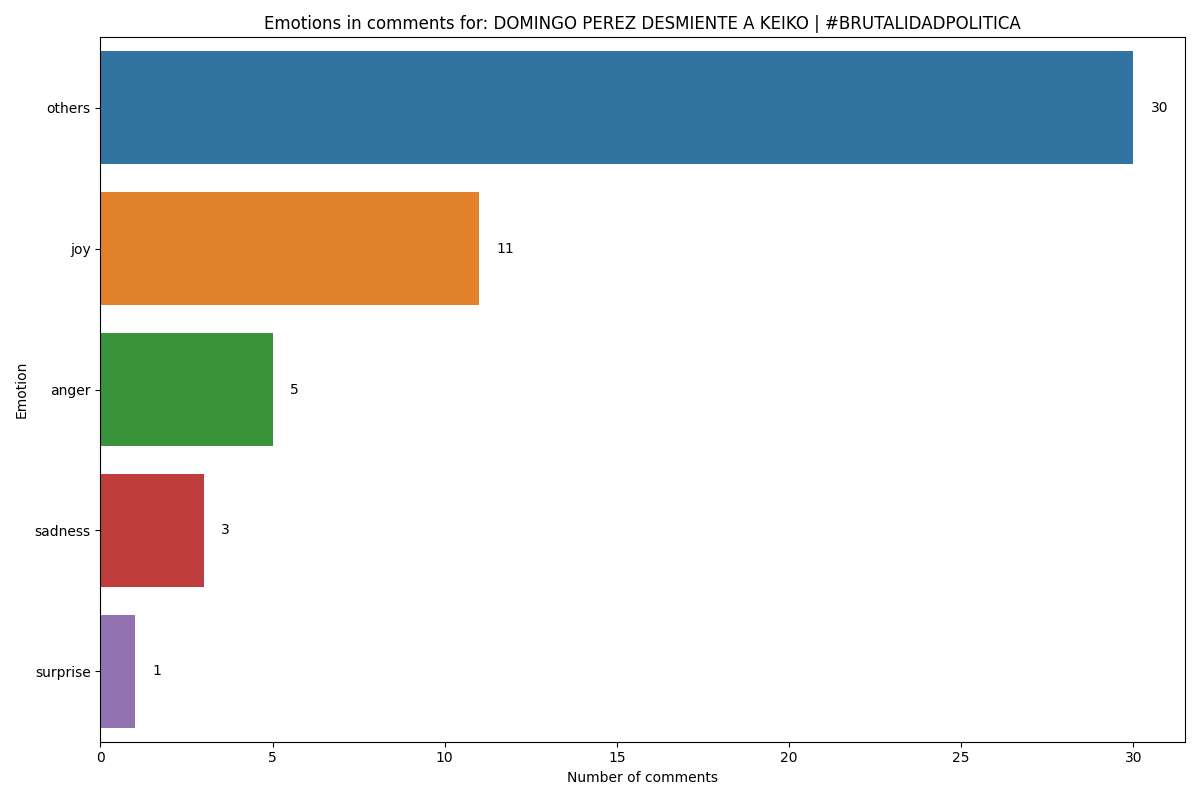 Emotions in comments for: DOMINGO PEREZ DESMIENTE A KEIKO | #BRUTALIDADPOLITICA
Emotion
others
30
joy
11
anger
5
sadness
3
surprise
1
0 5 10 15 20 25 30
Number of comments